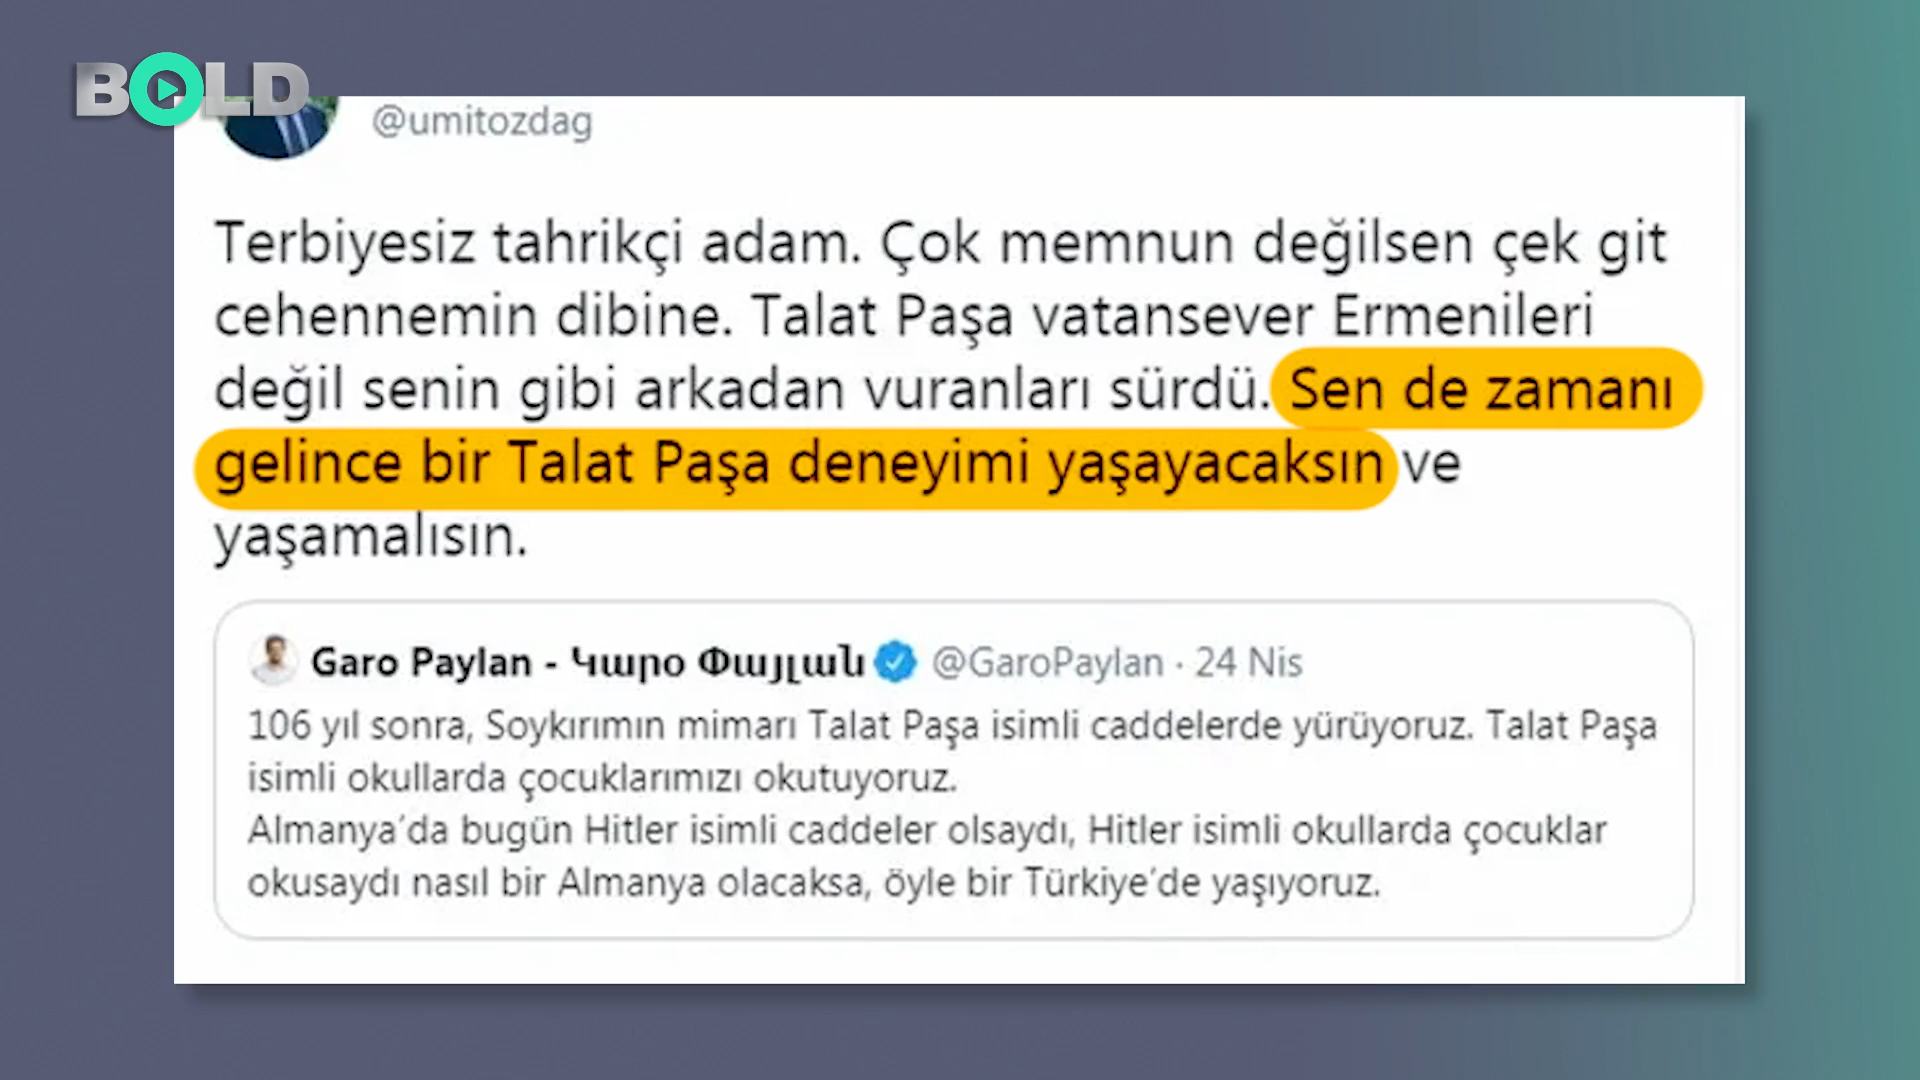 BOLD
@umitozdag
Terbiyesiz tahrikçi adam. Çok memnun değilsen çek git
cehennemin dibine. Talat Paşa vatansever Ermenileri
değil senin gibi arkadan vuranları sürdü. Sen de zamanı
gelince bir Talat Paşa deneyimi yaşayacaksın ve
yaşamalısın.
Garo Paylan - Կարո Փայլան @GaroPaylan · 24 Nis
106 yıl sonra, Soykırımın mimarı Talat Paşa isimli caddelerde yürüyoruz. Talat Paşa
isimli okullarda çocuklarımızı okutuyoruz.
Almanya'da bugün Hitler isimli caddeler olsaydı, Hitler isimli okullarda çocuklar
okusaydı nasıl bir Almanya olacaksa, öyle bir Türkiye'de yaşıyoruz.